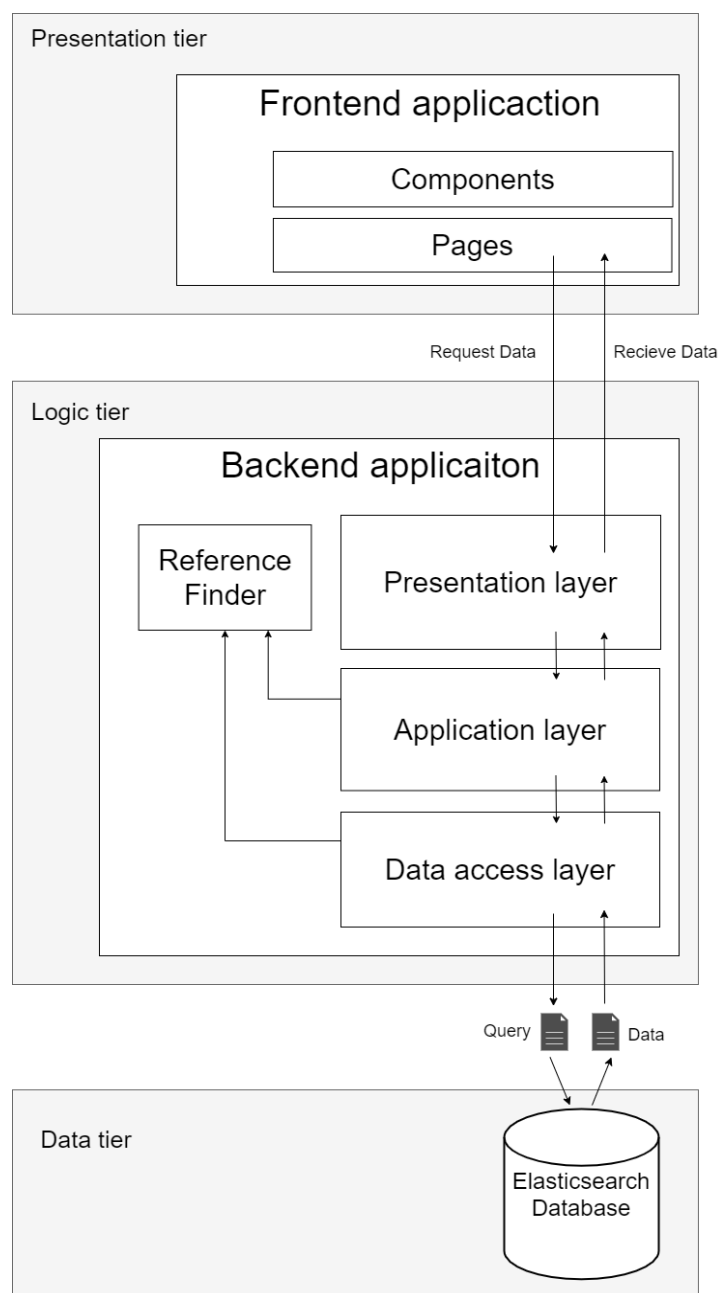 Presentation tier
Frontend applicaction
Components
Pages
Request Data
Recieve Data
Logic tier
Backend applicaiton
Reference
Finder
Presentation layer
Application layer
Data access layer
Query
Data
Data tier
Elasticsearch
Database